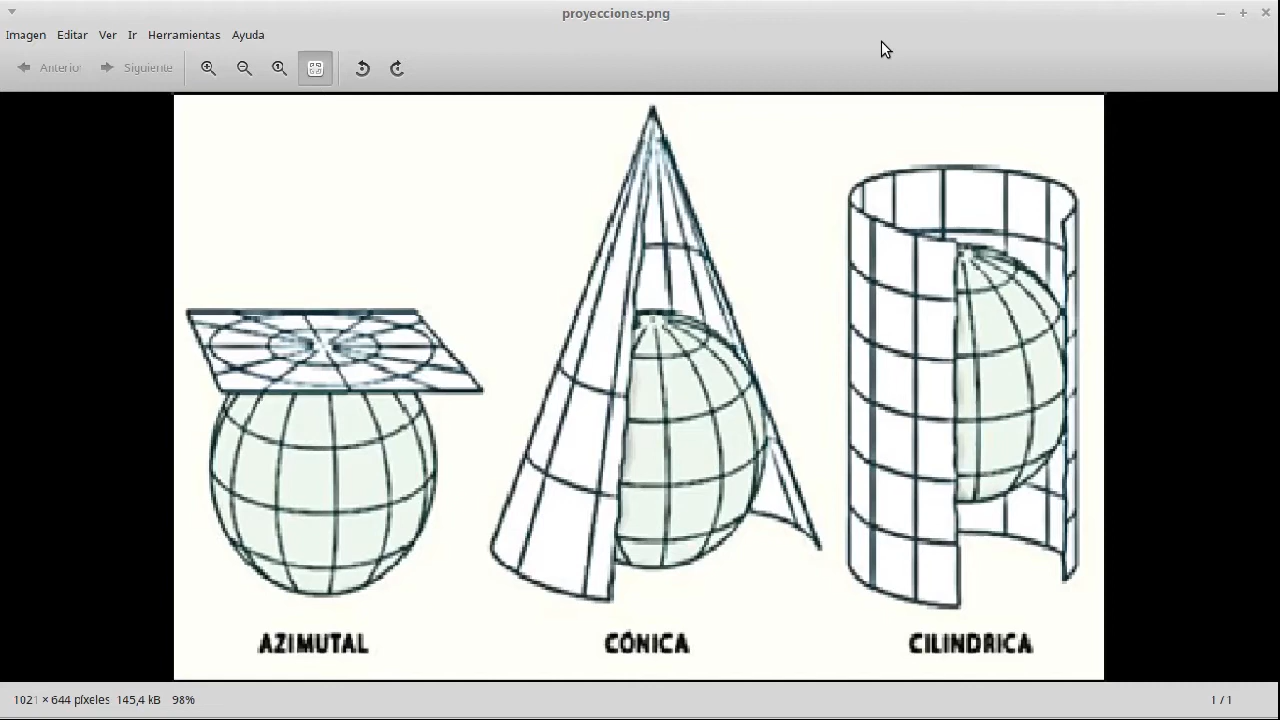 proyecciones.png
Imagen Editar Ver Ir Herramientas Ayuda
Anterior Siguiente
AZIMUTAL CÓNICA CILINDRICA
1021 × 644 píxeles 145,4 kB 98% 1 / 1